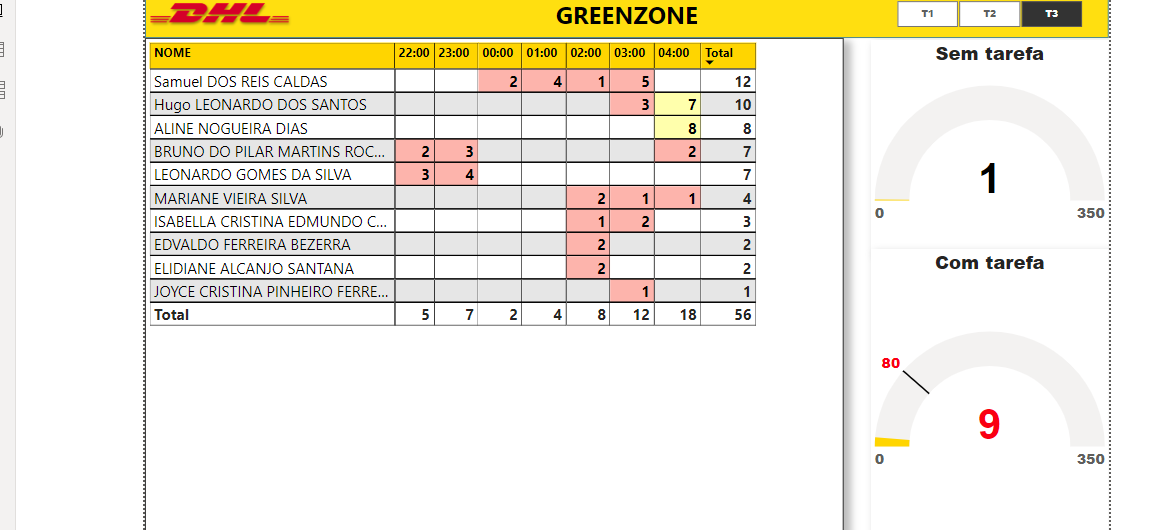 DHL
GREENZONE
T1 T2 T3
NOME 22:00 23:00 00:00 01:00 02:00 03:00 04:00 Total
Samuel DOS REIS CALDAS 2 4 1 5 12
Hugo LEONARDO DOS SANTOS 3 7 10
ALINE NOGUEIRA DIAS 8 8
BRUNO DO PILAR MARTINS ROC... 2 3 2 7
LEONARDO GOMES DA SILVA 3 4 7
MARIANE VIEIRA SILVA 2 1 1 4
ISABELLA CRISTINA EDMUNDO C... 1 2 3
EDVALDO FERREIRA BEZERRA 2 2
ELIDIANE ALCANJO SANTANA 2 2
JOYCE CRISTINA PINHEIRO FERRE... 1 1
Total 5 7 2 4 8 12 18 56
Sem tarefa
1
0 350
Com tarefa
80
9
0 350